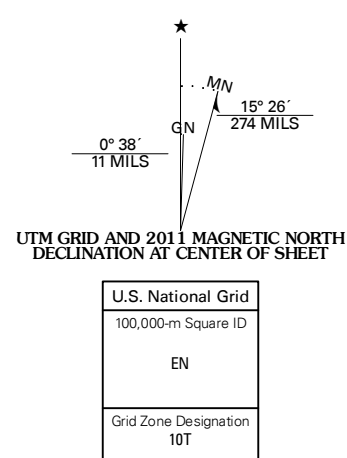 MN
15° 26´
274 MILS
GN
0° 38´
11 MILS
UTM GRID AND 2011 MAGNETIC NORTH
DECLINATION AT CENTER OF SHEET
U.S. National Grid
100,000-m Square ID
EN
Grid Zone Designation
10T